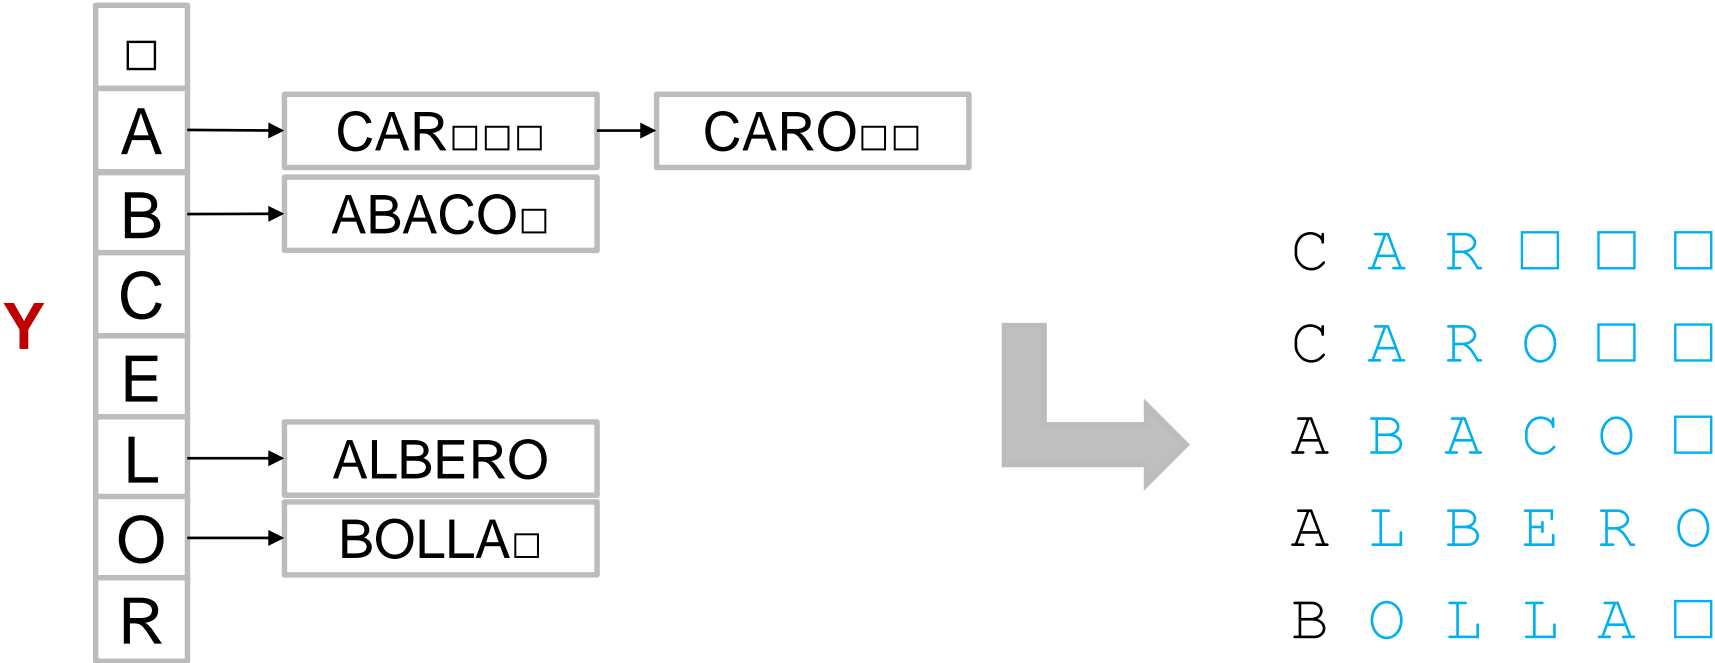 □
A CAR□□□ CARO□□
B ABACO□
C
Y
E
L ALBERO
O BOLLA□
R
C A R □ □ □
C A R O □ □
A B A C O □
A L B E R O
B O L L A □